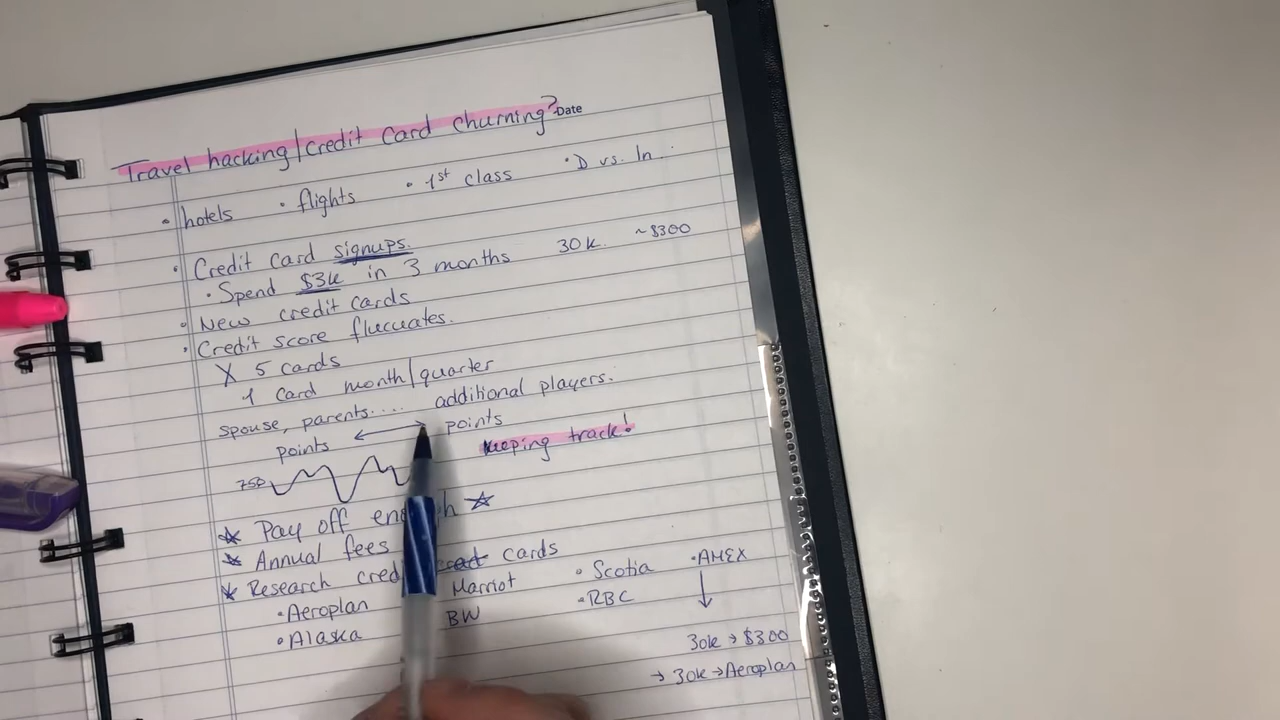 Travel hacking/Credit Card churning? Date
• hotels • flights • 1st class • D vs. In.
• Credit Card signups. 30k ~$300
• Spend $3k in 3 months
• New credit cards
• Credit score flucuates.
X 5 cards
1 card month/quarter
spouse, parents.... additional players.
points ↔ points
keeping track!
750
* Pay off
* Annual fees
* Research cards
• Aeroplan Marriot • Scotia • AMEX
• Alaska BW • RBC
30k → $300
→ 30k → Aeroplan